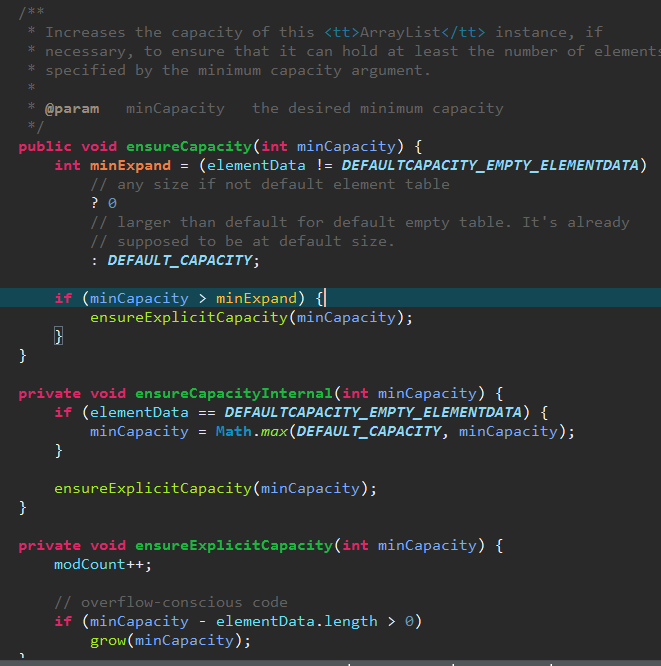 /**
 * Increases the capacity of this <tt>ArrayList</tt> instance, if
 * necessary, to ensure that it can hold at least the number of elements
 * specified by the minimum capacity argument.
 *
 * @param   minCapacity   the desired minimum capacity
 */
public void ensureCapacity(int minCapacity) {
    int minExpand = (elementData != DEFAULTCAPACITY_EMPTY_ELEMENTDATA)
        // any size if not default element table
        ? 0
        // larger than default for default empty table. It's already
        // supposed to be at default size.
        : DEFAULT_CAPACITY;

    if (minCapacity > minExpand) {
        ensureExplicitCapacity(minCapacity);
    }
}

private void ensureCapacityInternal(int minCapacity) {
    if (elementData == DEFAULTCAPACITY_EMPTY_ELEMENTDATA) {
        minCapacity = Math.max(DEFAULT_CAPACITY, minCapacity);
    }

    ensureExplicitCapacity(minCapacity);
}

private void ensureExplicitCapacity(int minCapacity) {
    modCount++;

    // overflow-conscious code
    if (minCapacity - elementData.length > 0)
        grow(minCapacity);
}